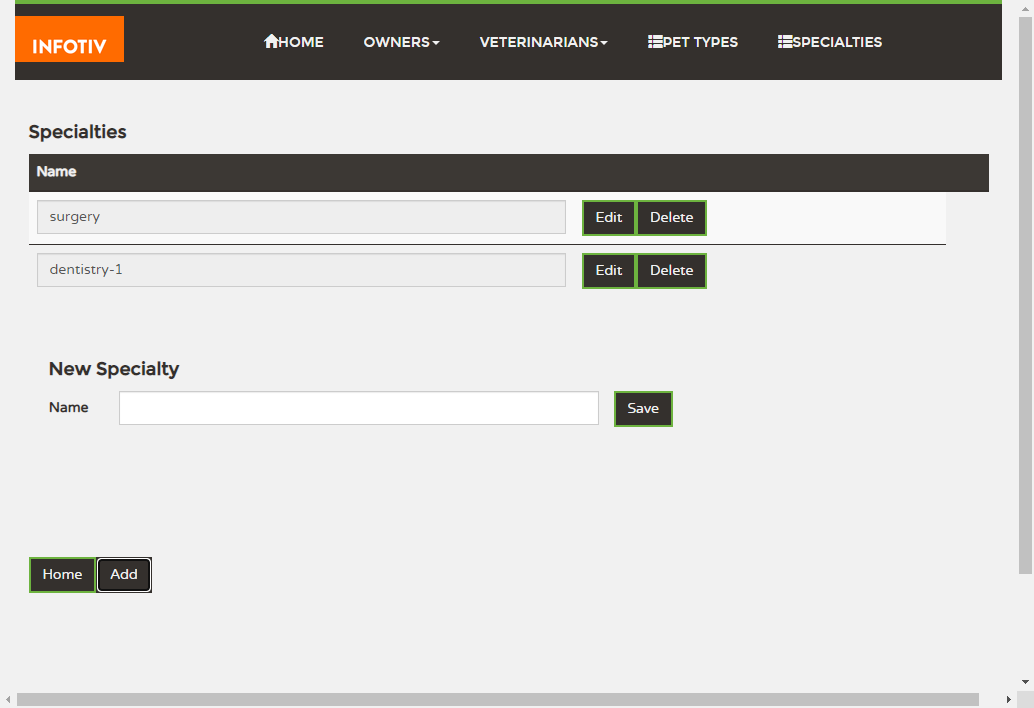 INFOTIV HOME OWNERS VETERINARIANS PET TYPES SPECIALTIES
Specialties
Name
surgery Edit Delete
dentistry-1 Edit Delete
New Specialty
Name Save
Home Add